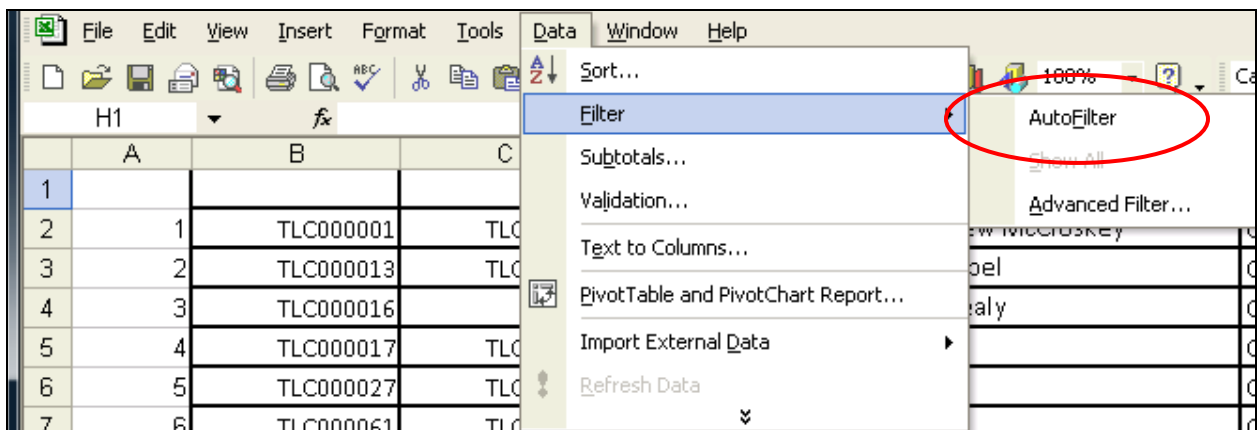 File Edit View Insert Format Tools Data Window Help
Sort...
100%
H1 fx
Filter
AutoFilter
A B C
Subtotals...
Show All
1
Validation...
Advanced Filter...
2 1 TLC000001 McCroskey
Text to Columns...
3 2 TLC000013
PivotTable and PivotChart Report...
4 3 TLC000016
5 4 TLC000017
Import External Data
6 5 TLC000027
Refresh Data
7 6 TLC000061